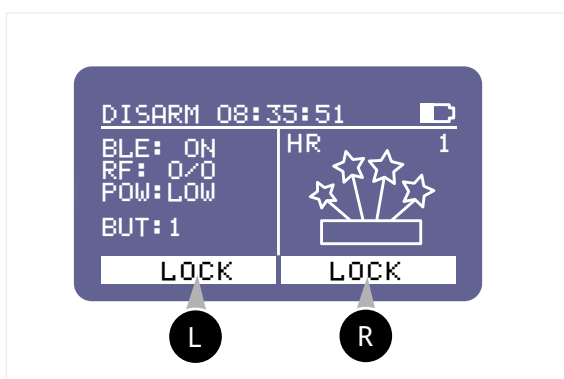 DISARM 08:35:51
BLE: ON
RF: 0/0
POW:LOW
BUT:1
HR 1
LOCK LOCK
L R